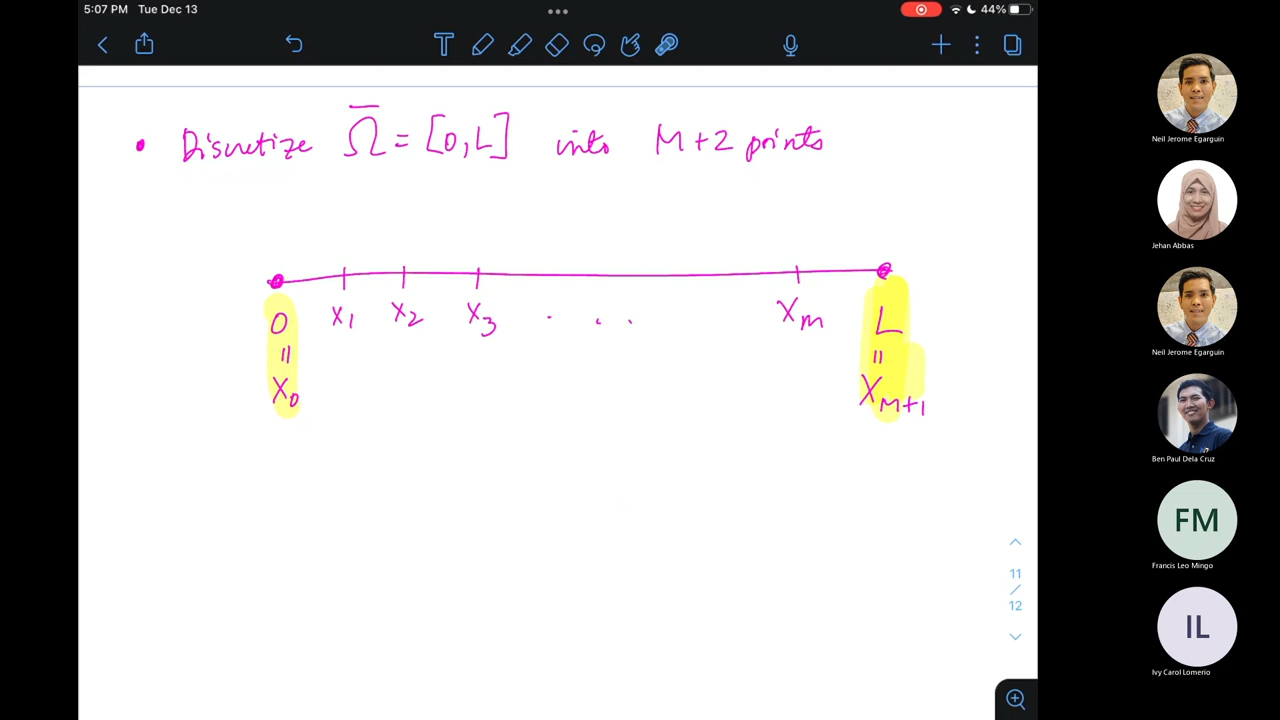 5:07 PM Tue Dec 13
44%
• Discretize Ω̅ = [0,L] into M+2 points
0 x₁ x₂ x₃ . . . xₘ L
= =
x₀ x_{M+1}
11
/
12
Neil Jerome Egarguin
Jehan Abbas
Neil Jerome Egarguin
Ben Paul Dela Cruz
FM
Francis Leo Mingo
IL
Ivy Carol Lomerio